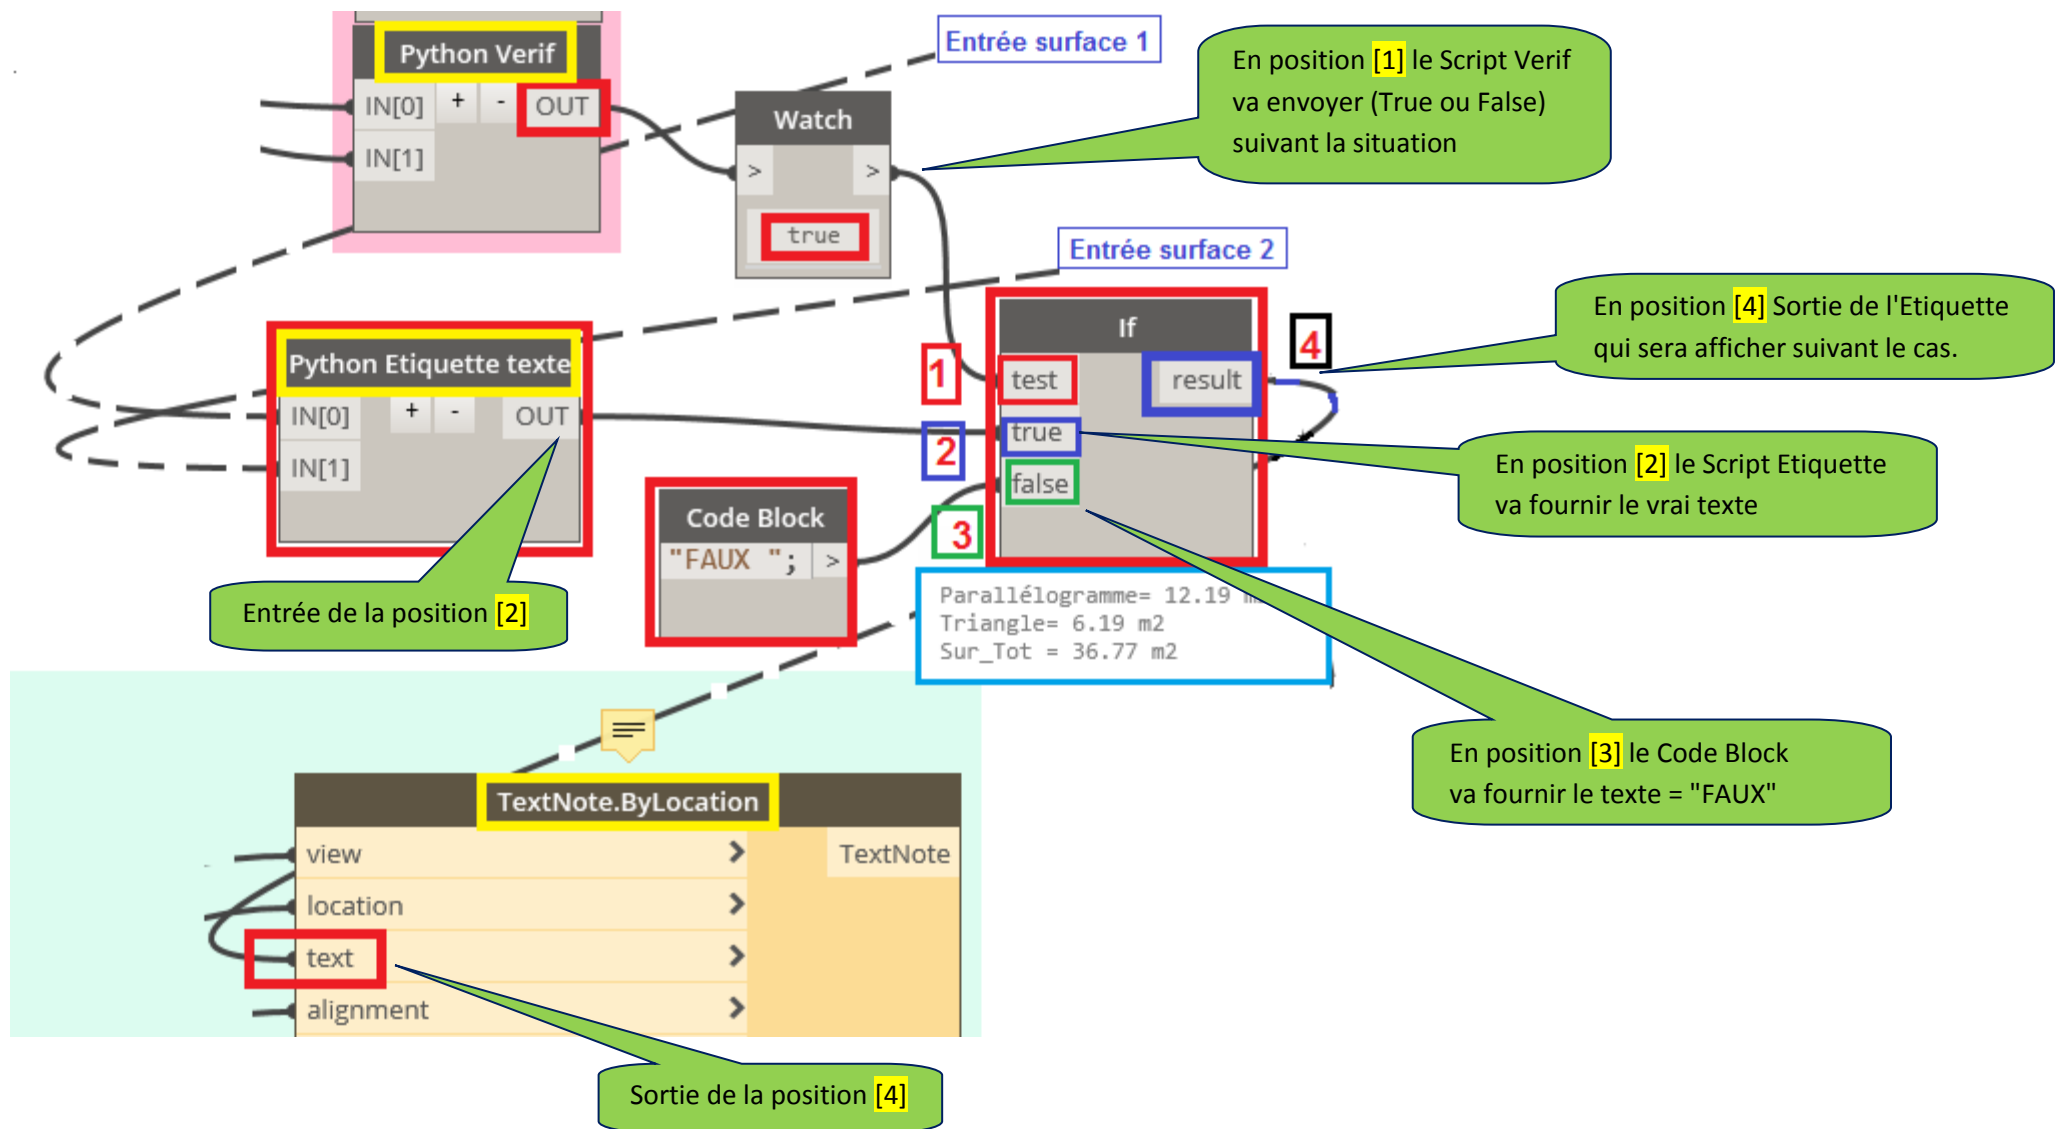 Python Verif
IN[0] + - OUT
IN[1]
Entrée surface 1
Watch
> >
true
En position [1] le Script Verif
va envoyer (True ou False)
suivant la situation
Entrée surface 2
Python Etiquette texte
IN[0] + - OUT
IN[1]
Entrée de la position [2]
Code Block
"FAUX "; >
If
test result
true
false
1
2
3
4
En position [4] Sortie de l'Etiquette
qui sera afficher suivant le cas.
En position [2] le Script Etiquette
va fournir le vrai texte
Parallélogramme= 12.19
Triangle= 6.19 m2
Sur_Tot = 36.77 m2
En position [3] le Code Block
va fournir le texte = "FAUX"
TextNote.ByLocation
view > TextNote
location >
text >
alignment >
Sortie de la position [4]